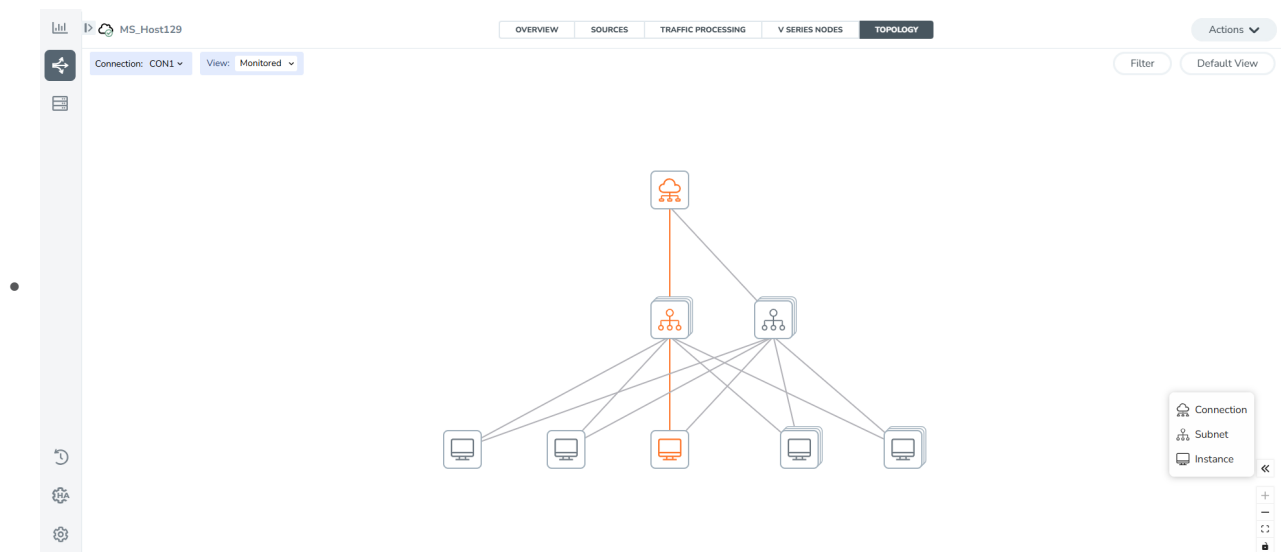 MS_Host129
OVERVIEW
SOURCES
TRAFFIC PROCESSING
V SERIES NODES
TOPOLOGY
Actions
Connection: CON1
View: Monitored
Filter
Default View
Connection
Subnet
Instance
HA